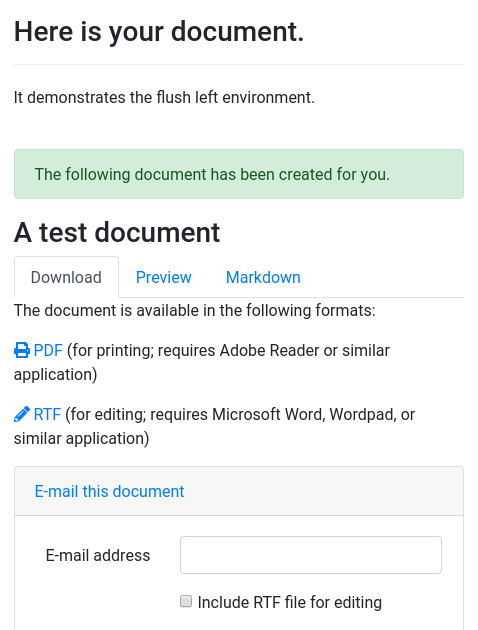 Here is your document.
It demonstrates the flush left environment.
The following document has been created for you.
A test document
Download Preview Markdown
The document is available in the following formats:
PDF (for printing; requires Adobe Reader or similar
application)
RTF (for editing; requires Microsoft Word, Wordpad, or
similar application)
E-mail this document
E-mail address
Include RTF file for editing